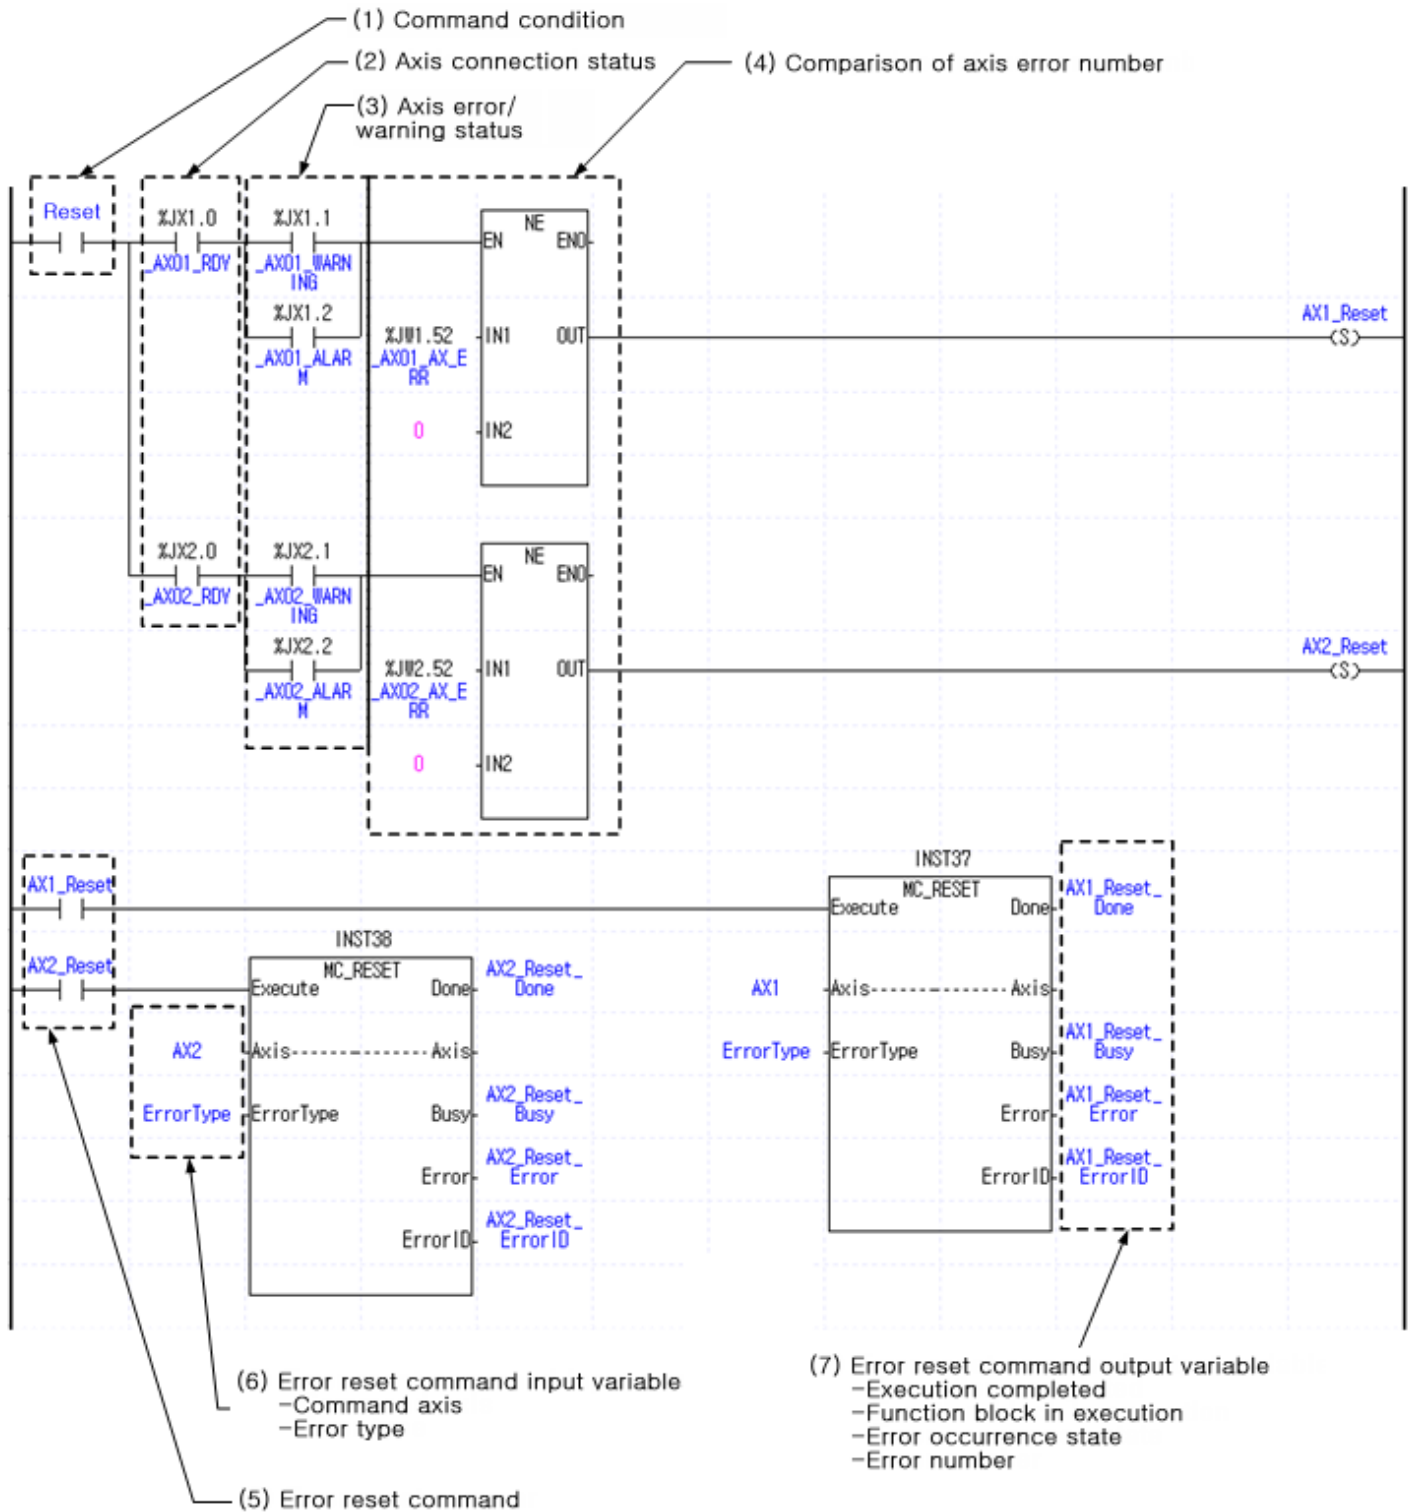 (1) Command condition
(2) Axis connection status
(3) Axis error/
warning status
(4) Comparison of axis error number
Reset
%JX1.0
_AX01_RDY
%JX1.1
_AX01_WARN
ING
%JX1.2
_AX01_ALAR
M
NE
EN
ENO
%JW1.52
_AX01_AX_E
RR
IN1
OUT
0
IN2
AX1_Reset
(S)
%JX2.0
_AX02_RDY
%JX2.1
_AX02_WARN
ING
%JX2.2
_AX02_ALAR
M
NE
EN
ENO
%JW2.52
_AX02_AX_E
RR
IN1
OUT
0
IN2
AX2_Reset
(S)
AX1_Reset
INST37
MC_RESET
Execute
Done
AX1_Reset_
Done
AX1
Axis
Axis
ErrorType
ErrorType
Busy
AX1_Reset_
Busy
Error
AX1_Reset_
Error
ErrorID
AX1_Reset_
ErrorID
AX2_Reset
INST38
MC_RESET
Execute
Done
AX2_Reset_
Done
AX2
Axis
Axis
ErrorType
ErrorType
Busy
AX2_Reset_
Busy
Error
AX2_Reset_
Error
ErrorID
AX2_Reset_
ErrorID
(6) Error reset command input variable
-Command axis
-Error type
(7) Error reset command output variable
-Execution completed
-Function block in execution
-Error occurrence state
-Error number
(5) Error reset command